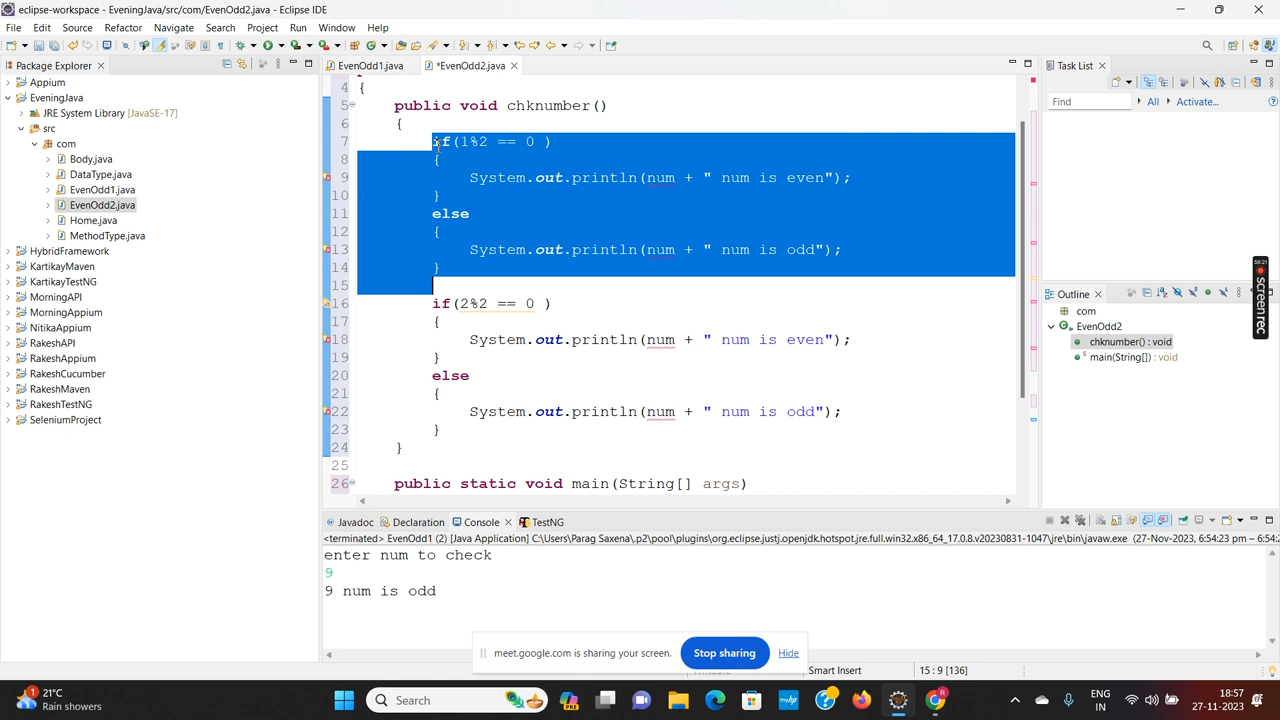 eclipse-workspace - EveningJava/src/com/EvenOdd2.java - Eclipse IDE
File Edit Source Refactor Navigate Search Project Run Window Help
Package Explorer
Appium
EveningJava
JRE System Library [JavaSE-17]
src
com
Body.java
DataType.java
EvenOdd1.java
EvenOdd2.java
Home.java
MethodType.java
HybridFramework
KartikayMaven
KartikayTestNG
MorningAPI
MorningAppium
NitikaAppium
RakeshAPI
RakeshAppium
RakeshCucumber
RakeshMaven
RakeshTestNG
SeleniumProject
EvenOdd1.java *EvenOdd2.java
4 {
5 public void chknumber()
6 {
7 if(1%2 == 0 )
8 {
9 System.out.println(num + " num is even");
10 }
11 else
12 {
13 System.out.println(num + " num is odd");
14 }
15
16 if(2%2 == 0 )
17 {
18 System.out.println(num + " num is even");
19 }
20 else
21 {
22 System.out.println(num + " num is odd");
23 }
24 }
25
26 public static void main(String[] args)
Task List
Find All Activate...
Outline
com
EvenOdd2
chknumber() : void
main(String[]) : void
screenrec
Javadoc Declaration Console TestNG
<terminated> EvenOdd1 (2) [Java Application] C:\Users\Parag Saxena\.p2\pool\plugins\org.eclipse.justj.openjdk.hotspot.jre.full.win32.x86_64_17.0.8.v20230831-1047\jre\bin\javaw.exe (27-Nov-2023, 6:54:23 pm – 6:54:2
enter num to check
9
9 num is odd
meet.google.com is sharing your screen. Stop sharing Hide
Smart Insert 15 : 9 [136]
21°C
Rain showers
Search
ENG
IN
18:57
27-11-2023